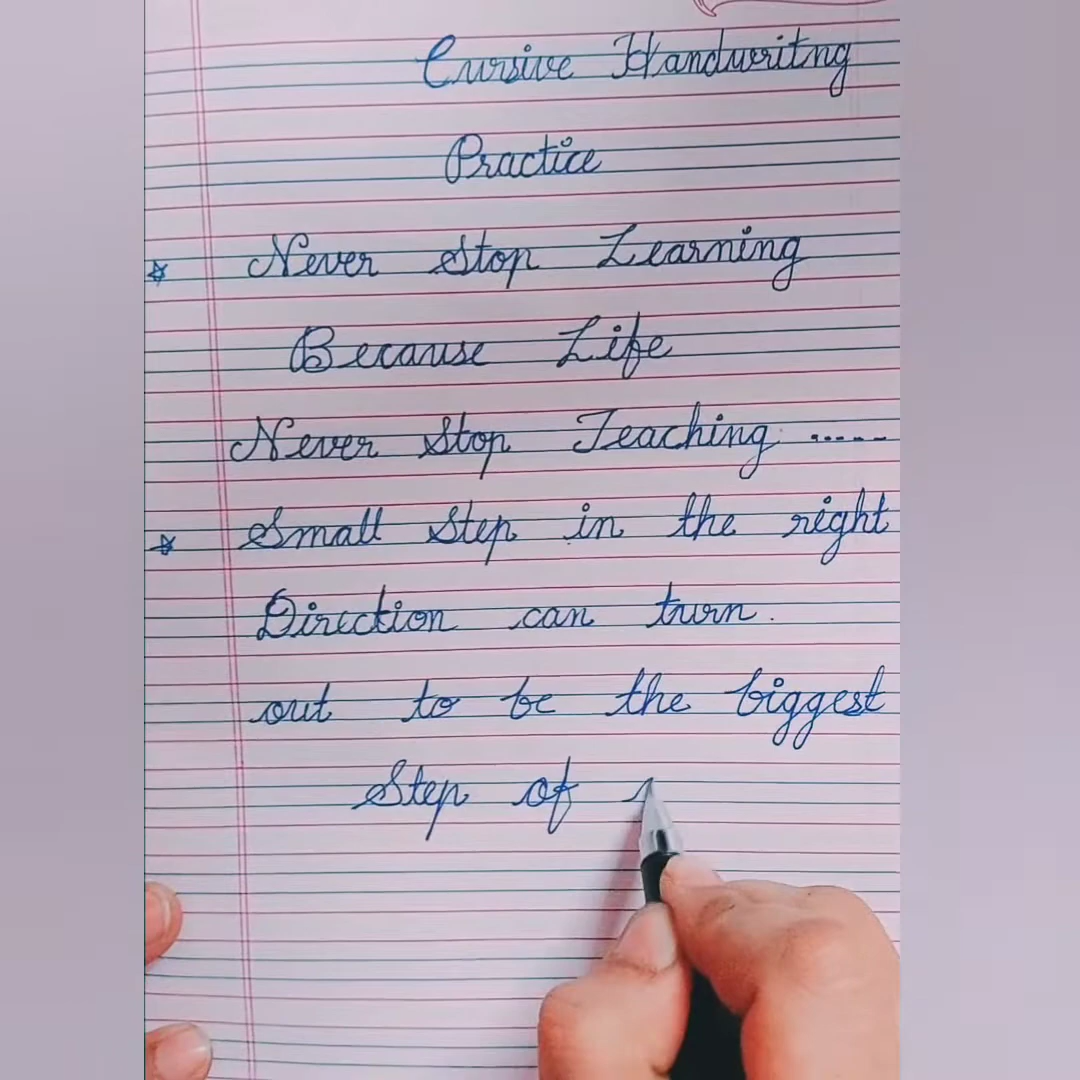 Cursive Handwritng
Practice
Never Stop Learning
Because Life
Never Stop Teaching .....
Small Step in the right
Direction can turn.
out to be the biggest
Step of